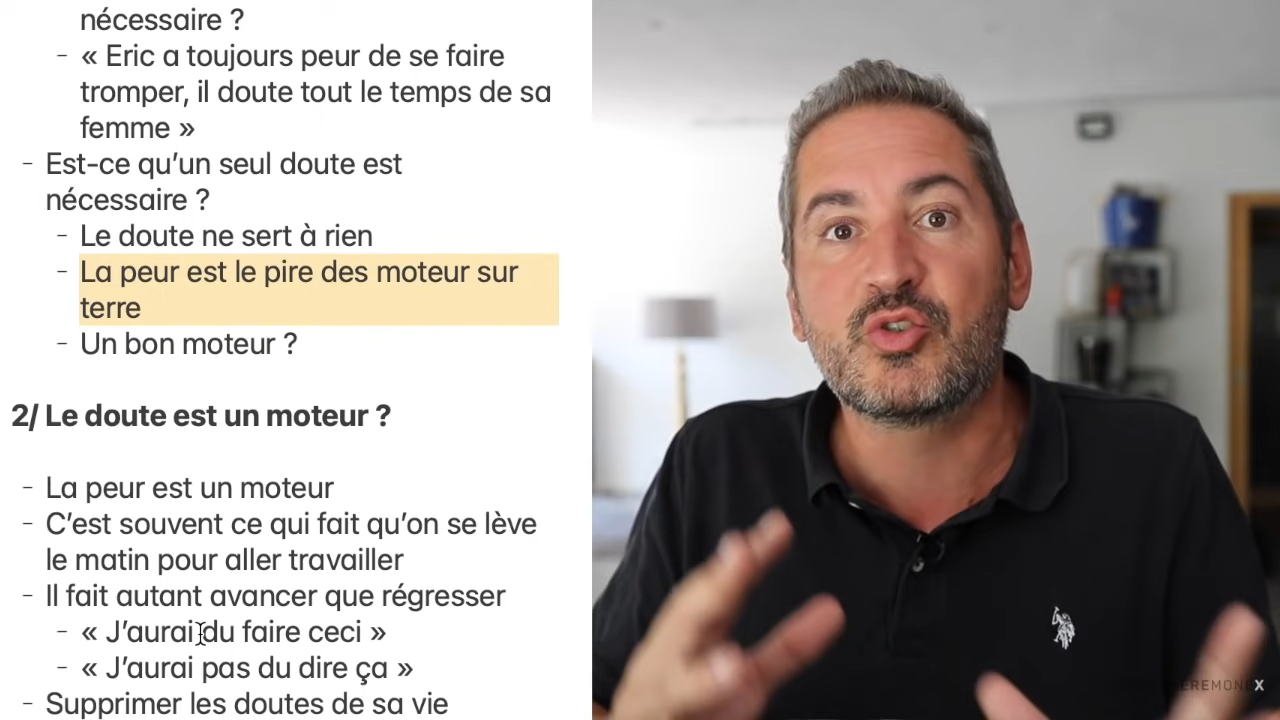 nécessaire ?
- « Eric a toujours peur de se faire
tromper, il doute tout le temps de sa
femme »
- Est-ce qu’un seul doute est
nécessaire ?
- Le doute ne sert à rien
- La peur est le pire des moteur sur
terre
- Un bon moteur ?
2/ Le doute est un moteur ?
- La peur est un moteur
- C’est souvent ce qui fait qu’on se lève
le matin pour aller travailler
- Il fait autant avancer que régresser
- « J’aurai du faire ceci »
- « J’aurai pas du dire ça »
- Supprimer les doutes de sa vie